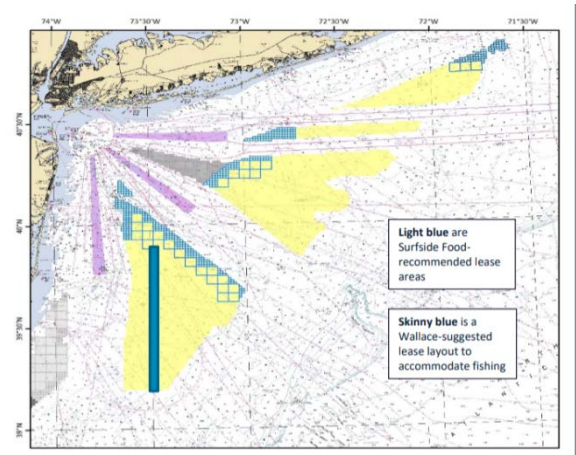 74°W 73°30'W 73°W 72°30'W 72°W 71°30'W
40°30'N
40°N
39°30'N
39°N
Light blue are
Surfside Food-
recommended lease
areas
Skinny blue is a
Wallace-suggested
lease layout to
accommodate fishing